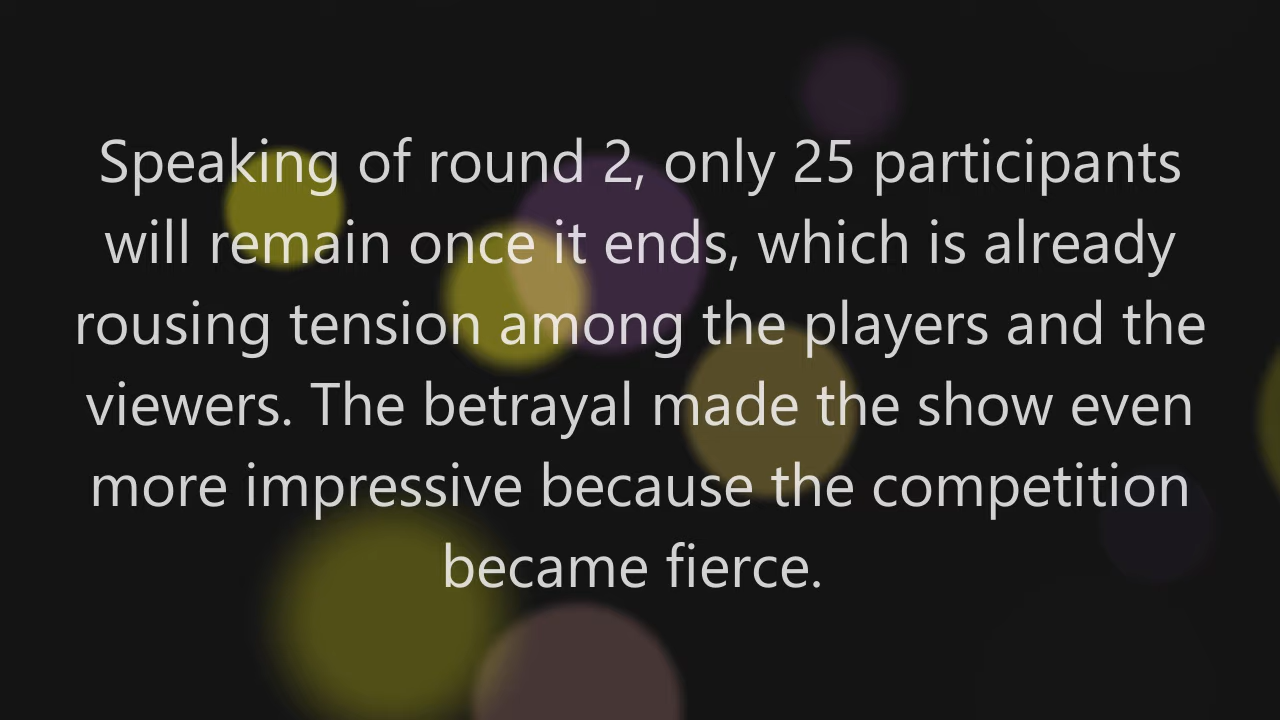 Speaking of round 2, only 25 participants
will remain once it ends, which is already
rousing tension among the players and the
viewers. The betrayal made the show even
more impressive because the competition
became fierce.